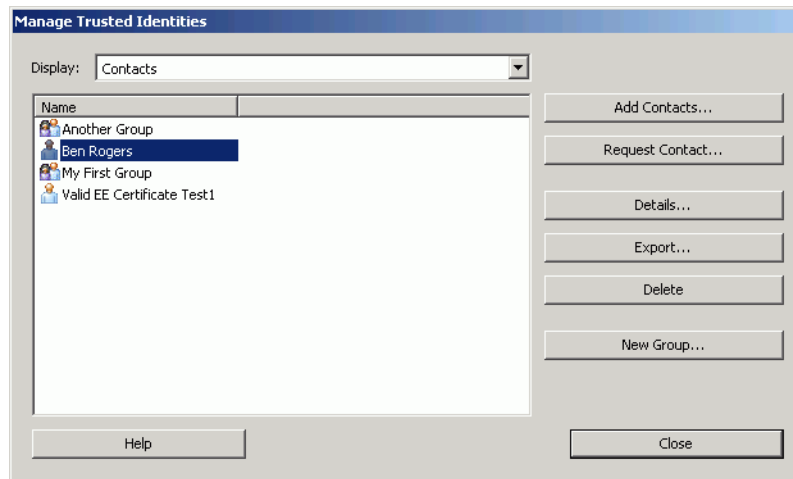 Manage Trusted Identities
Display: Contacts
Name
Another Group
Ben Rogers
My First Group
Valid EE Certificate Test1
Add Contacts...
Request Contact...
Details...
Export...
Delete
New Group...
Help
Close